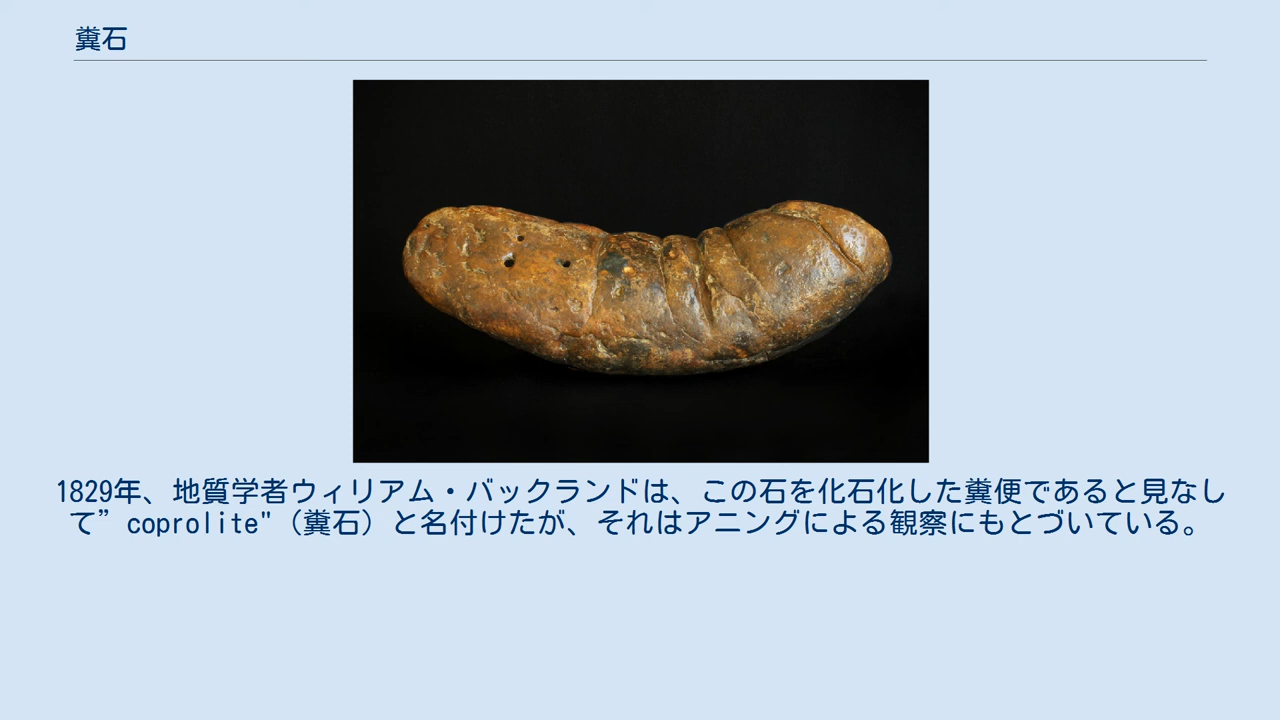 糞石
1829年、地質学者ウィリアム・バックランドは、この石を化石化した糞便であると見なし
て”coprolite"（糞石）と名付けたが、それはアニングによる観察にもとづいている。